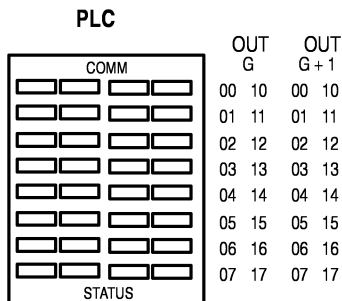 PLC
OUT OUT
G G + 1
COMM
00 10 00 10
01 11 01 11
02 12 02 12
03 13 03 13
04 14 04 14
05 15 05 15
06 16 06 16
07 17 07 17
STATUS